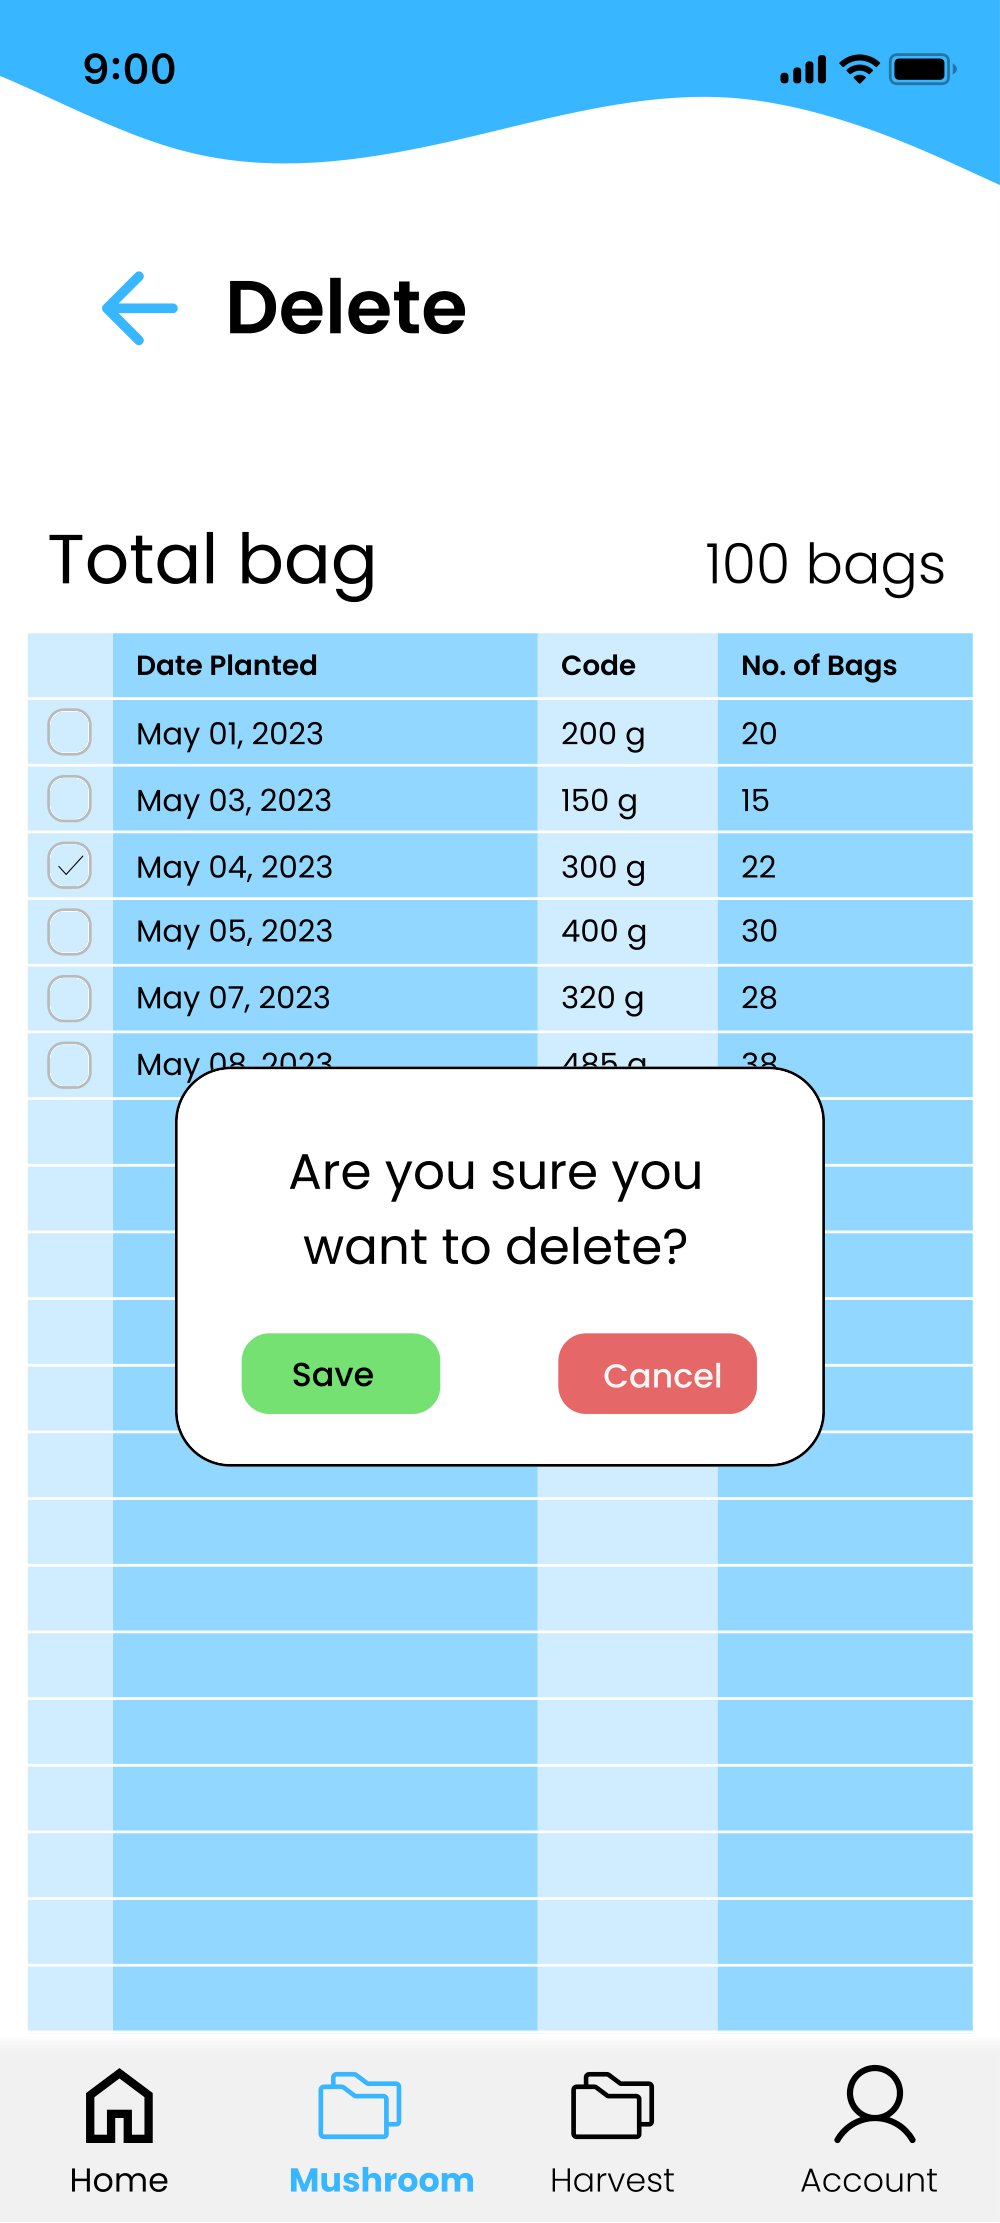 9:00
Delete
Total bag 100 bags
Date Planted Code No. of Bags
May 01, 2023 200 g 20
May 03, 2023 150 g 15
May 04, 2023 300 g 22
May 05, 2023 400 g 30
May 07, 2023 320 g 28
May 08, 2023 485 g 38
Are you sure you
want to delete?
Save Cancel
Home Mushroom Harvest Account